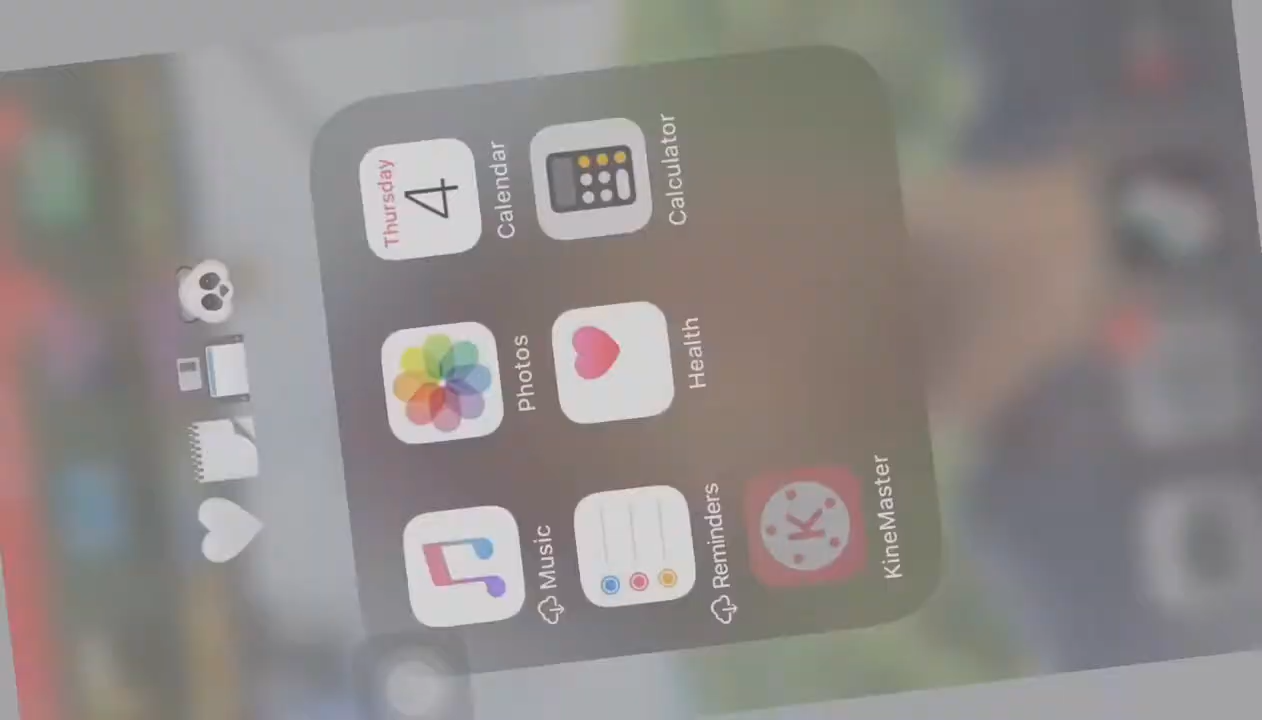 Thursday
4
Music Photos Calendar
Reminders Health Calculator
K
KineMaster